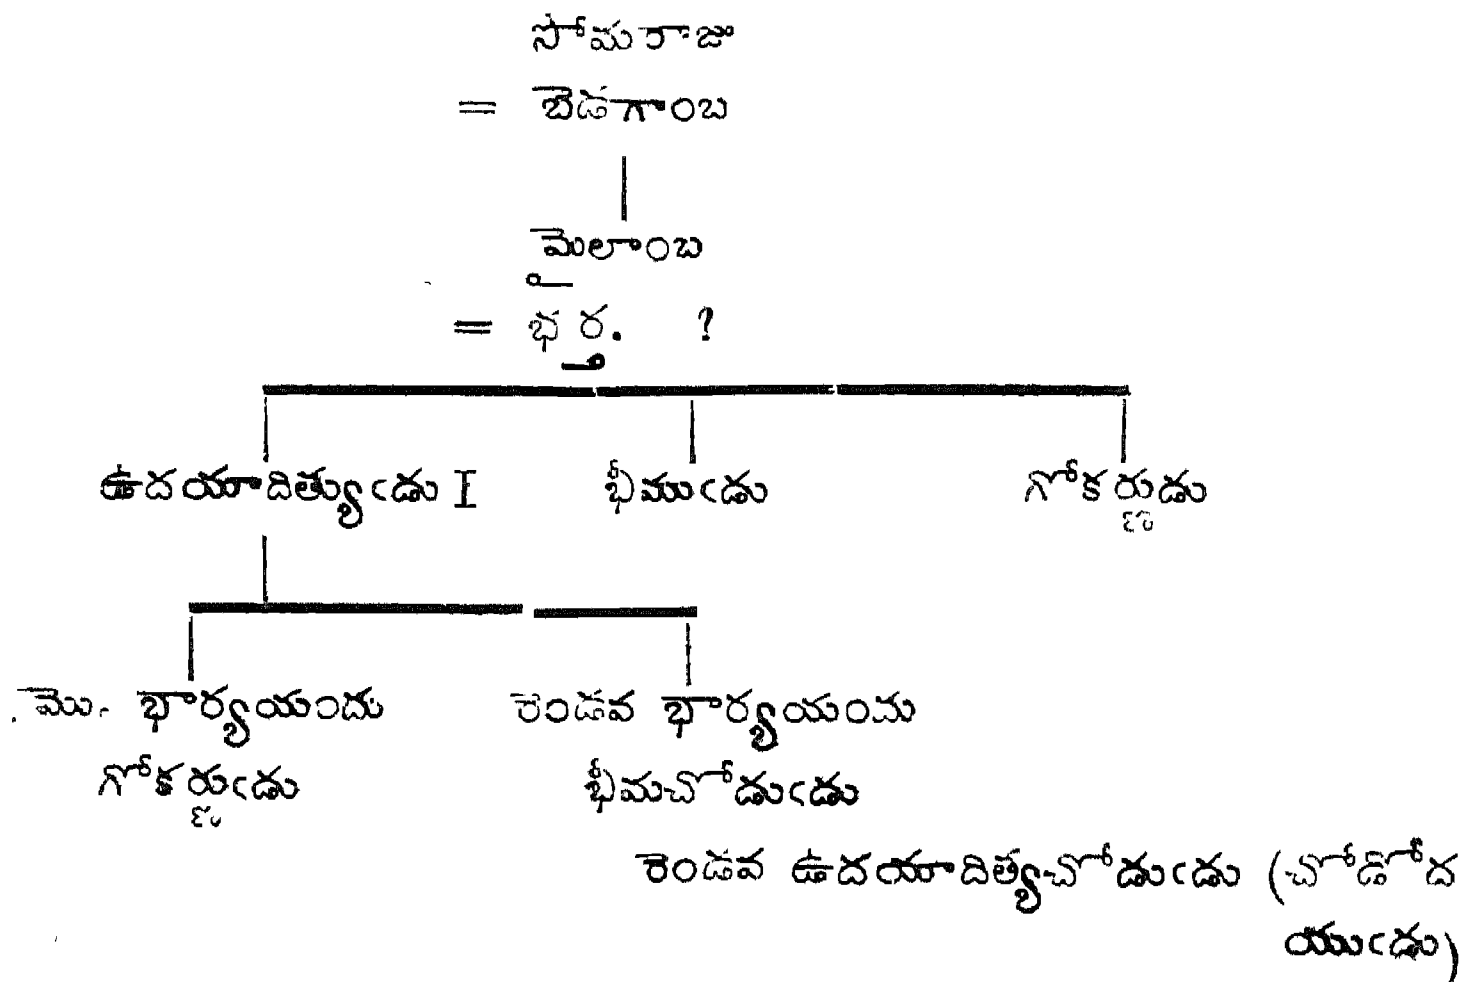 సోమరాజు
= బెడగాంబ
మైలాంబ
= భర్త. ?
ఉదయాదిత్యుఁడు I భీముఁడు గోకర్ణుడు
మొ. భార్యయందు రెండవ భార్యయందు
గోకర్ణుఁడు భీమచోడుఁడు
రెండవ ఉదయాదిత్యచోడుఁడు (చోడోద
యుఁడు)